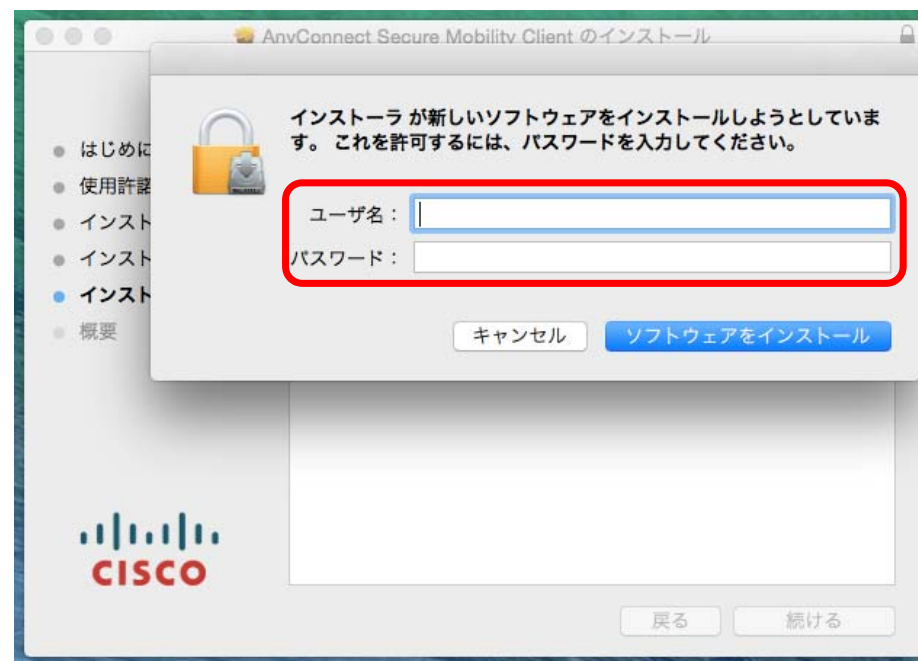 AnyConnect Secure Mobility Client のインストール
インストーラ が新しいソフトウェアをインストールしようとしていま
す。 これを許可するには、パスワードを入力してください。
ユーザ名：
パスワード：
キャンセル
ソフトウェアをインストール
はじめに
使用許諾
インスト
インスト
インスト
概要
CISCO
戻る
続ける